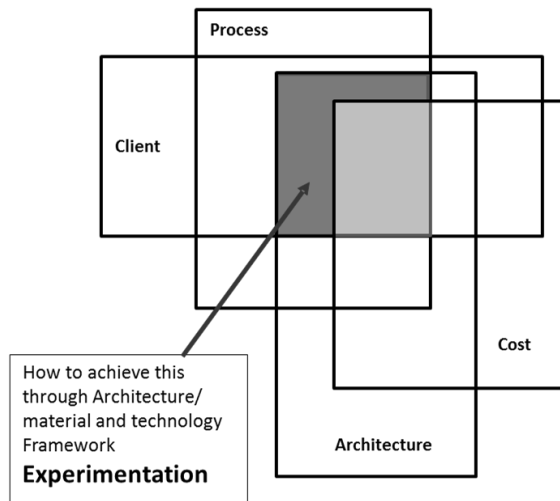 Process
Client
Cost
How to achieve this
through Architecture/
material and technology
Framework
Experimentation
Architecture